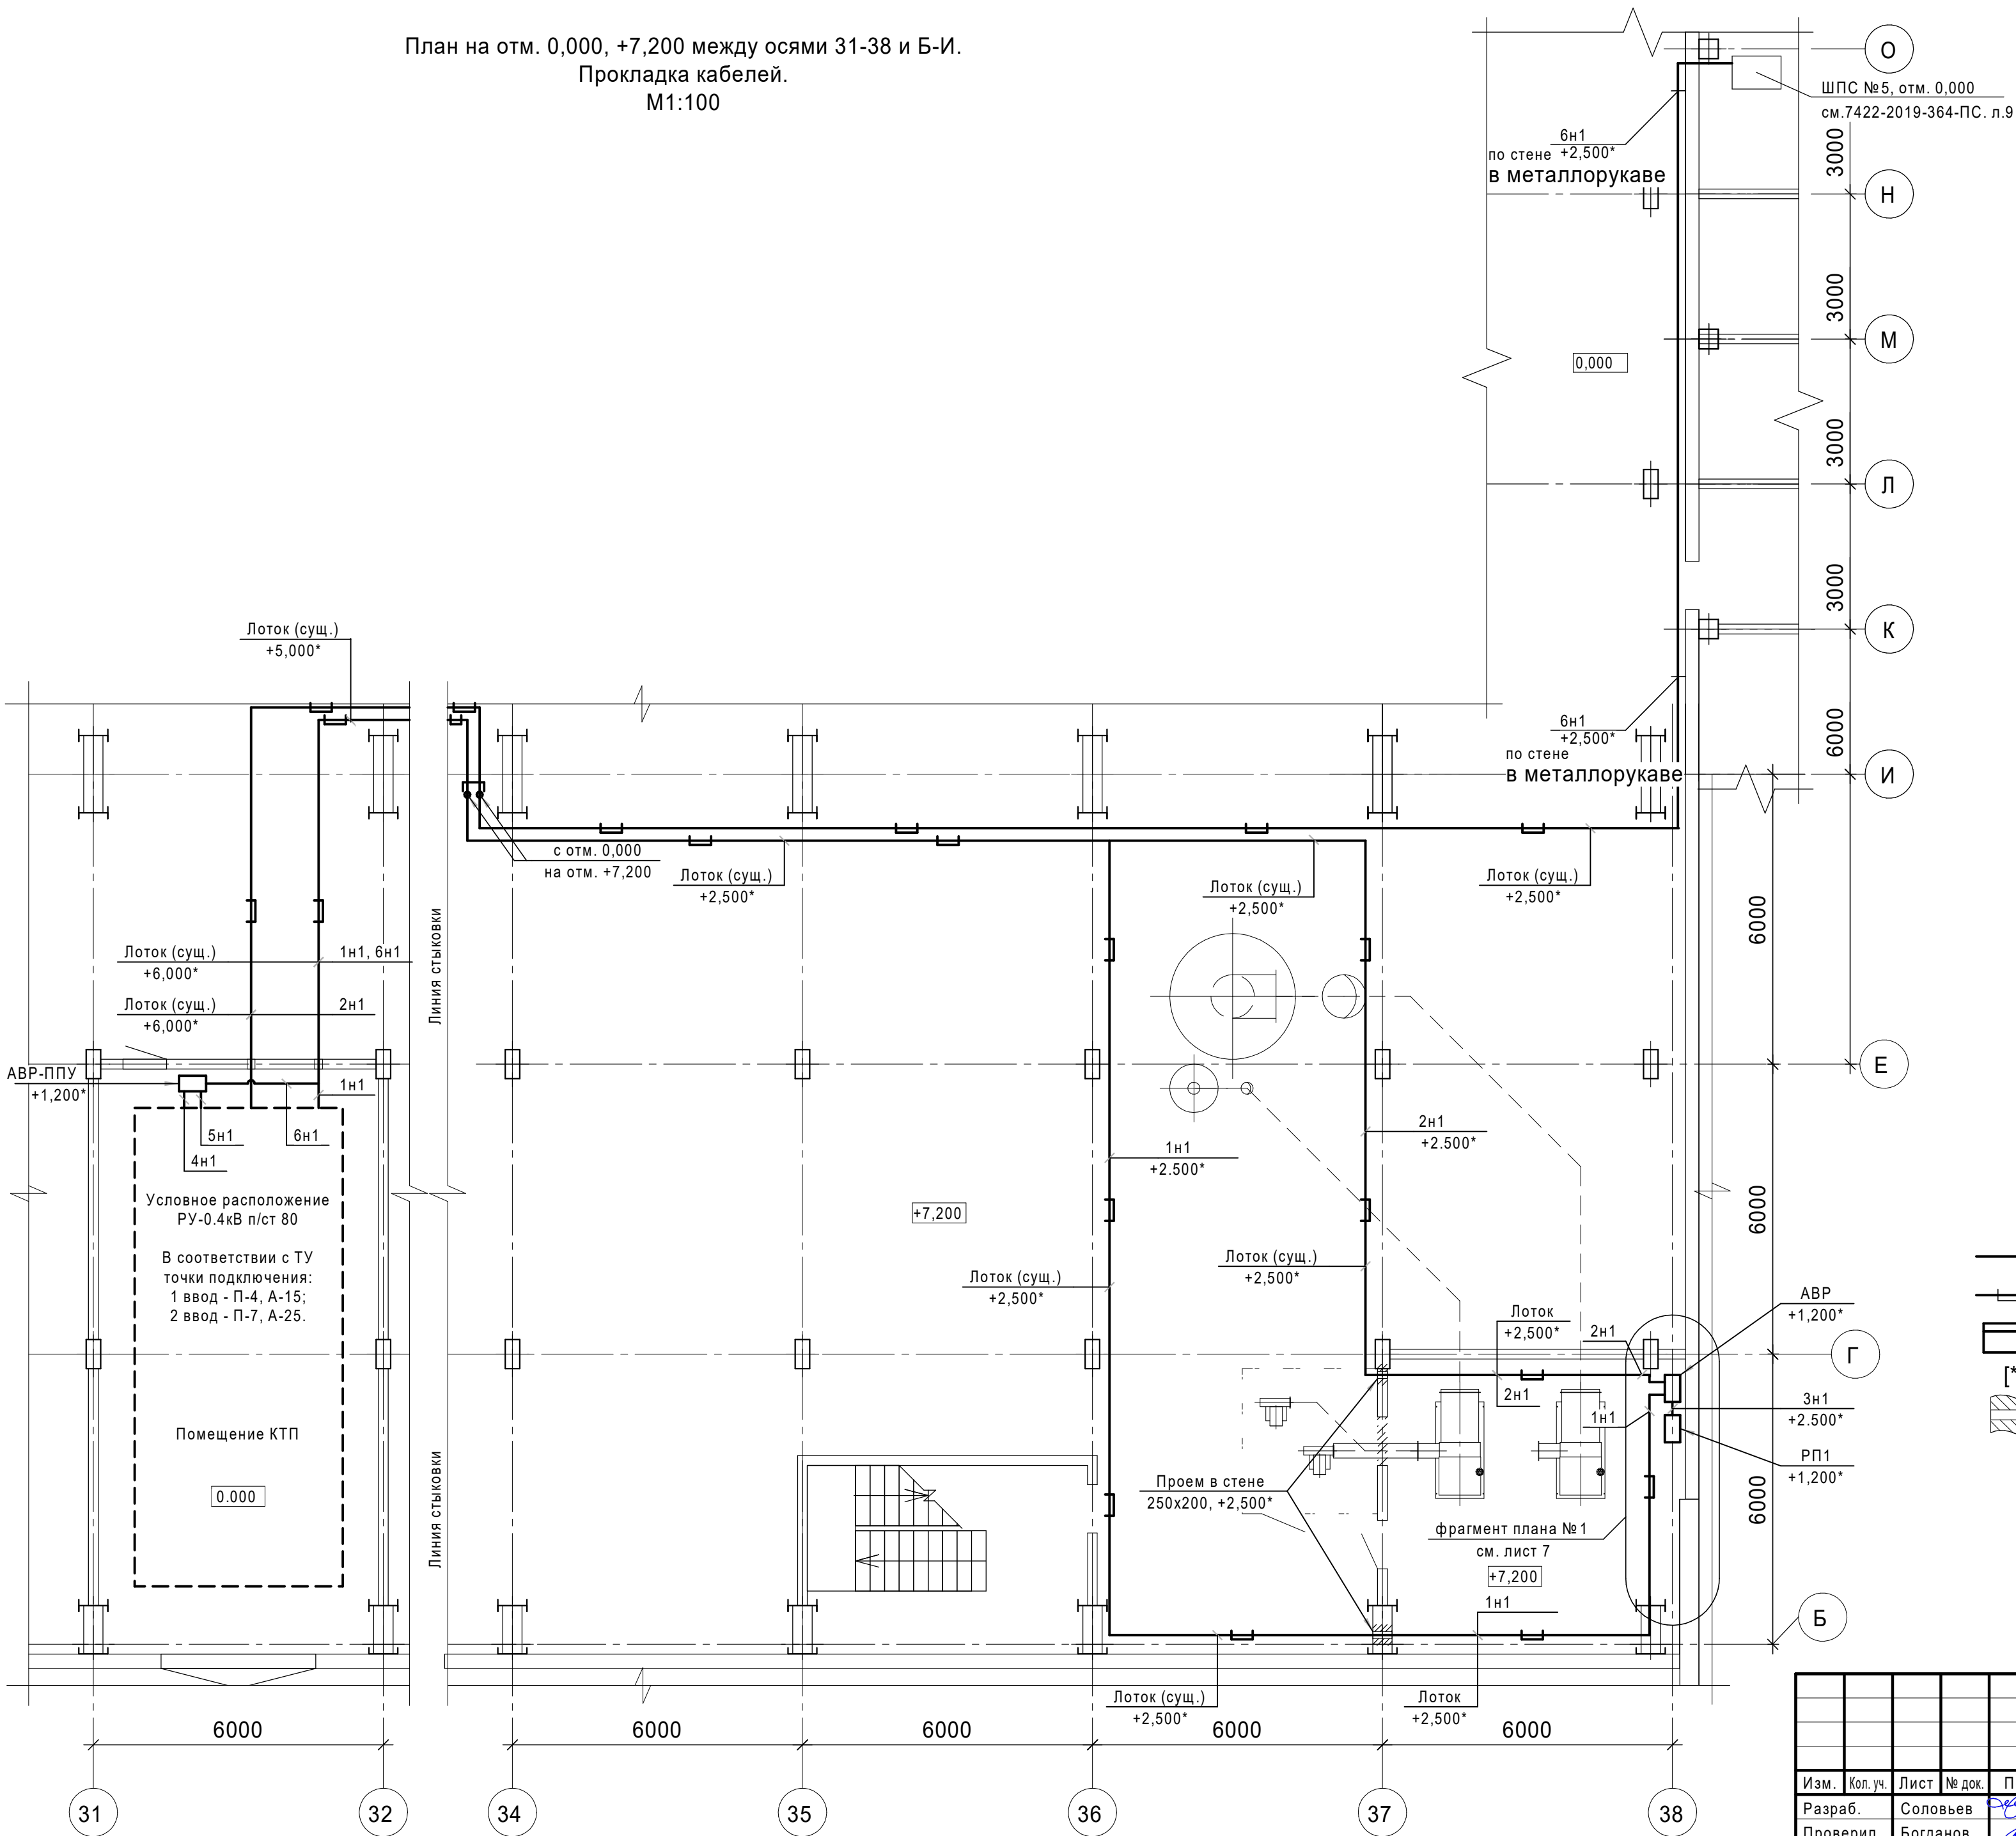 План на отм. 0,000, +7,200 между осями 31-38 и Б-И.
Прокладка кабелей.
М1:100
О
ШПС №5, отм. 0,000
см.7422-2019-364-ПС. л.9
6н1
по стене +2,500*
в металлорукаве
3000
Н
3000
М
0,000
3000
Л
3000
К
Лоток (сущ.)
+5,000*
6н1
+2,500*
по стене
в металлорукаве
6000
И
с отм. 0,000
на отм. +7,200
Лоток (сущ.)
+2,500*
Лоток (сущ.)
+2,500*
Лоток (сущ.)
+2,500*
6000
Линия стыковки
Лоток (сущ.)
+6,000*
1н1, 6н1
Лоток (сущ.)
+6,000*
2н1
Е
АВР-ППУ
+1,200*
1н1
5н1
6н1
4н1
2н1
+2.500*
1н1
+2.500*
Условное расположение
РУ-0.4кВ п/ст 80
В соответствии с ТУ
точки подключения:
1 ввод - П-4, А-15;
2 ввод - П-7, А-25.
+7,200
6000
Лоток (сущ.)
+2,500*
Лоток (сущ.)
+2,500*
Лоток
+2,500*
2н1
АВР
+1,200*
Г
2н1
1н1
3н1
+2.500*
РП1
+1,200*
[*
Помещение КТП
0.000
Линия стыковки
Проем в стене
250х200, +2,500*
фрагмент плана №1
см. лист 7
+7,200
6000
1н1
Б
Лоток (сущ.)
+2,500*
Лоток
+2,500*
6000
6000
6000
6000
6000
31
32
34
35
36
37
38
Изм.
Кол. уч.
Лист
№ док.
П
Разраб.
Соловьев
Проверил
Богданов